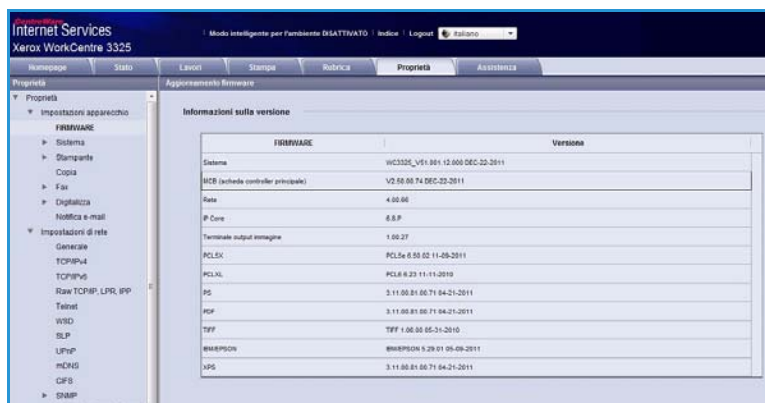 CentreWare
Internet Services
Xerox WorkCentre 3325
Modo intelligente per l'ambiente DISATTIVATO | Indice | Logout Italiano
Homepage Stato Lavori Stampa Rubrica Proprietà Assistenza
Proprietà
Aggiornamento firmware
Proprietà
Impostazioni apparecchio
FIRMWARE
Sistema
Stampante
Copia
Fax
Digitalizza
Notifica e-mail
Impostazioni di rete
Generale
TCP/IPv4
TCP/IPv6
Raw TCP/IP, LPR, IPP
Telnet
WSD
SLP
UPnP
mDNS
CIFS
SNMP
Informazioni sulla versione
FIRMWARE Versione
Sistema WC3325_V51.001.12.000 DEC-22-2011
MCB (scheda controller principale) V2.50.00.74 DEC-22-2011
Rete 4.00.66
IP Core 6.8.P
Terminale output immagine 1.00.27
PCL5X PCL5e 6.50.02 11-09-2011
PCLXL PCL6 6.23 11-11-2010
PS 3.11.00.81.00.71 04-21-2011
PDF 3.11.00.81.00.71 04-21-2011
TIFF TIFF 1.00.00 05-31-2010
IBM/EPSON IBM/EPSON 5.29.01 05-09-2011
XPS 3.11.00.81.00.71 04-21-2011